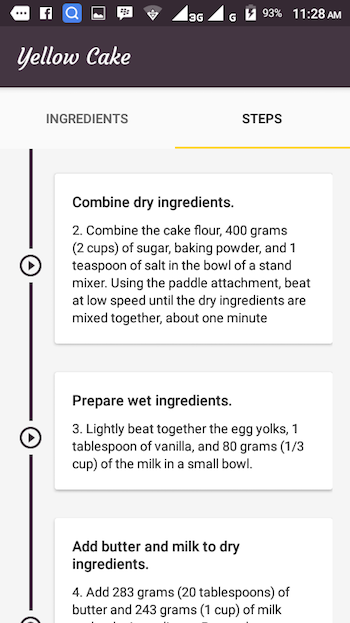 3G G 93% 11:28 AM
Yellow Cake
INGREDIENTS STEPS
Combine dry ingredients.
2. Combine the cake flour, 400 grams
(2 cups) of sugar, baking powder, and 1
teaspoon of salt in the bowl of a stand
mixer. Using the paddle attachment, beat
at low speed until the dry ingredients are
mixed together, about one minute
Prepare wet ingredients.
3. Lightly beat together the egg yolks, 1
tablespoon of vanilla, and 80 grams (1/3
cup) of the milk in a small bowl.
Add butter and milk to dry
ingredients.
4. Add 283 grams (20 tablespoons) of
butter and 243 grams (1 cup) of milk